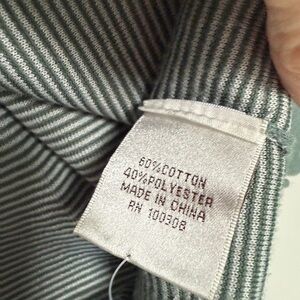 60%COTTON
40%POLYESTER
MADE IN CHINA
RN 100308